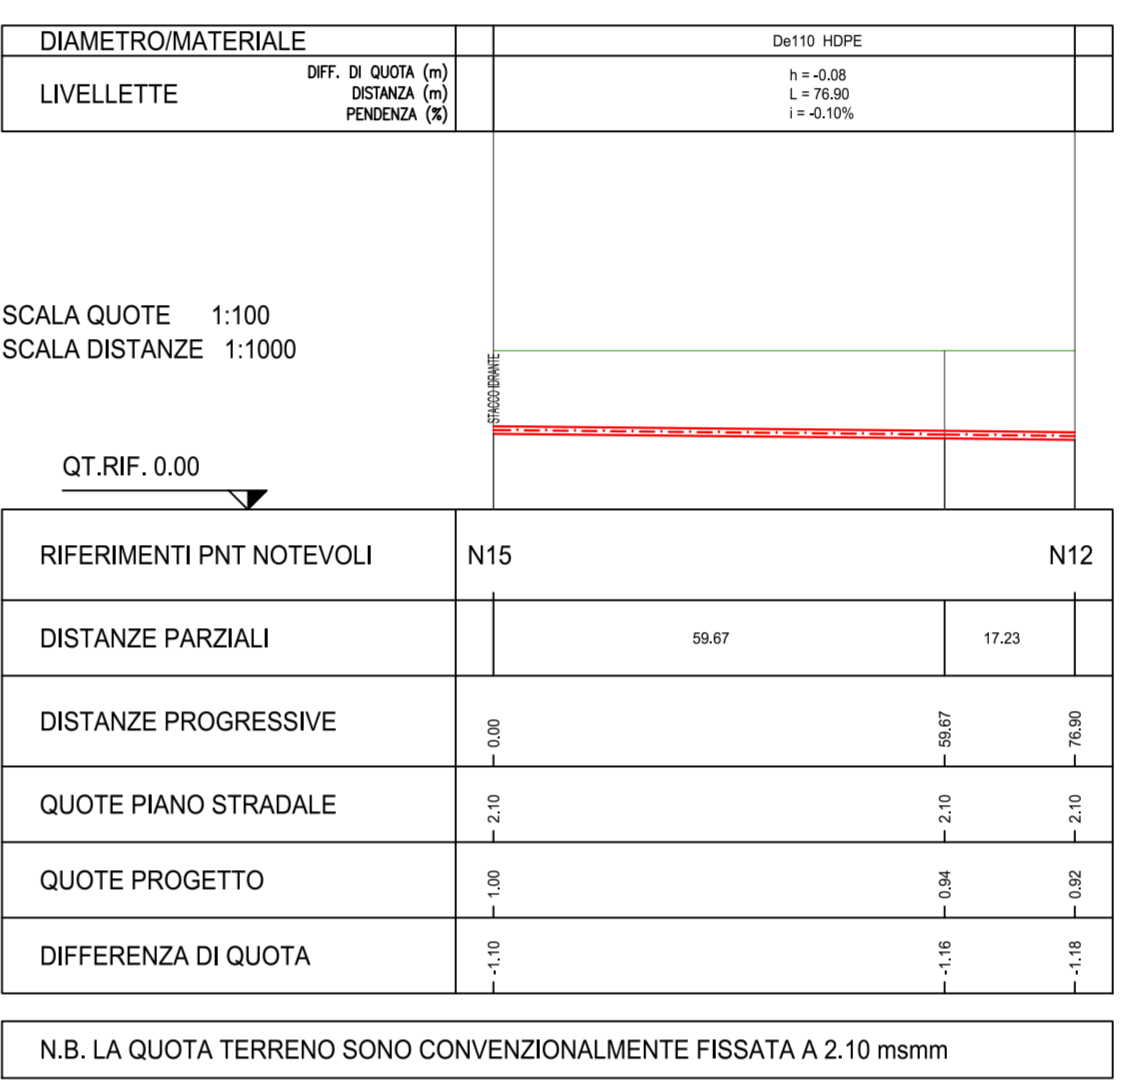 DIAMETRO/MATERIALE
De110 HDPE
LIVELLETTE
DIFF. DI QUOTA (m)
DISTANZA (m)
PENDENZA (%)
h = -0.08
L = 76.90
i = -0.10%
SCALA QUOTE 1:100
SCALA DISTANZE 1:1000
STACCO IDRANTE
QT.RIF. 0.00
RIFERIMENTI PNT NOTEVOLI N15 N12
DISTANZE PARZIALI 59.67 17.23
DISTANZE PROGRESSIVE 0.00 59.67 76.90
QUOTE PIANO STRADALE 2.10 2.10 2.10
QUOTE PROGETTO 1.00 0.94 0.92
DIFFERENZA DI QUOTA -1.10 -1.16 -1.18
N.B. LA QUOTA TERRENO SONO CONVENZIONALMENTE FISSATA A 2.10 msmm